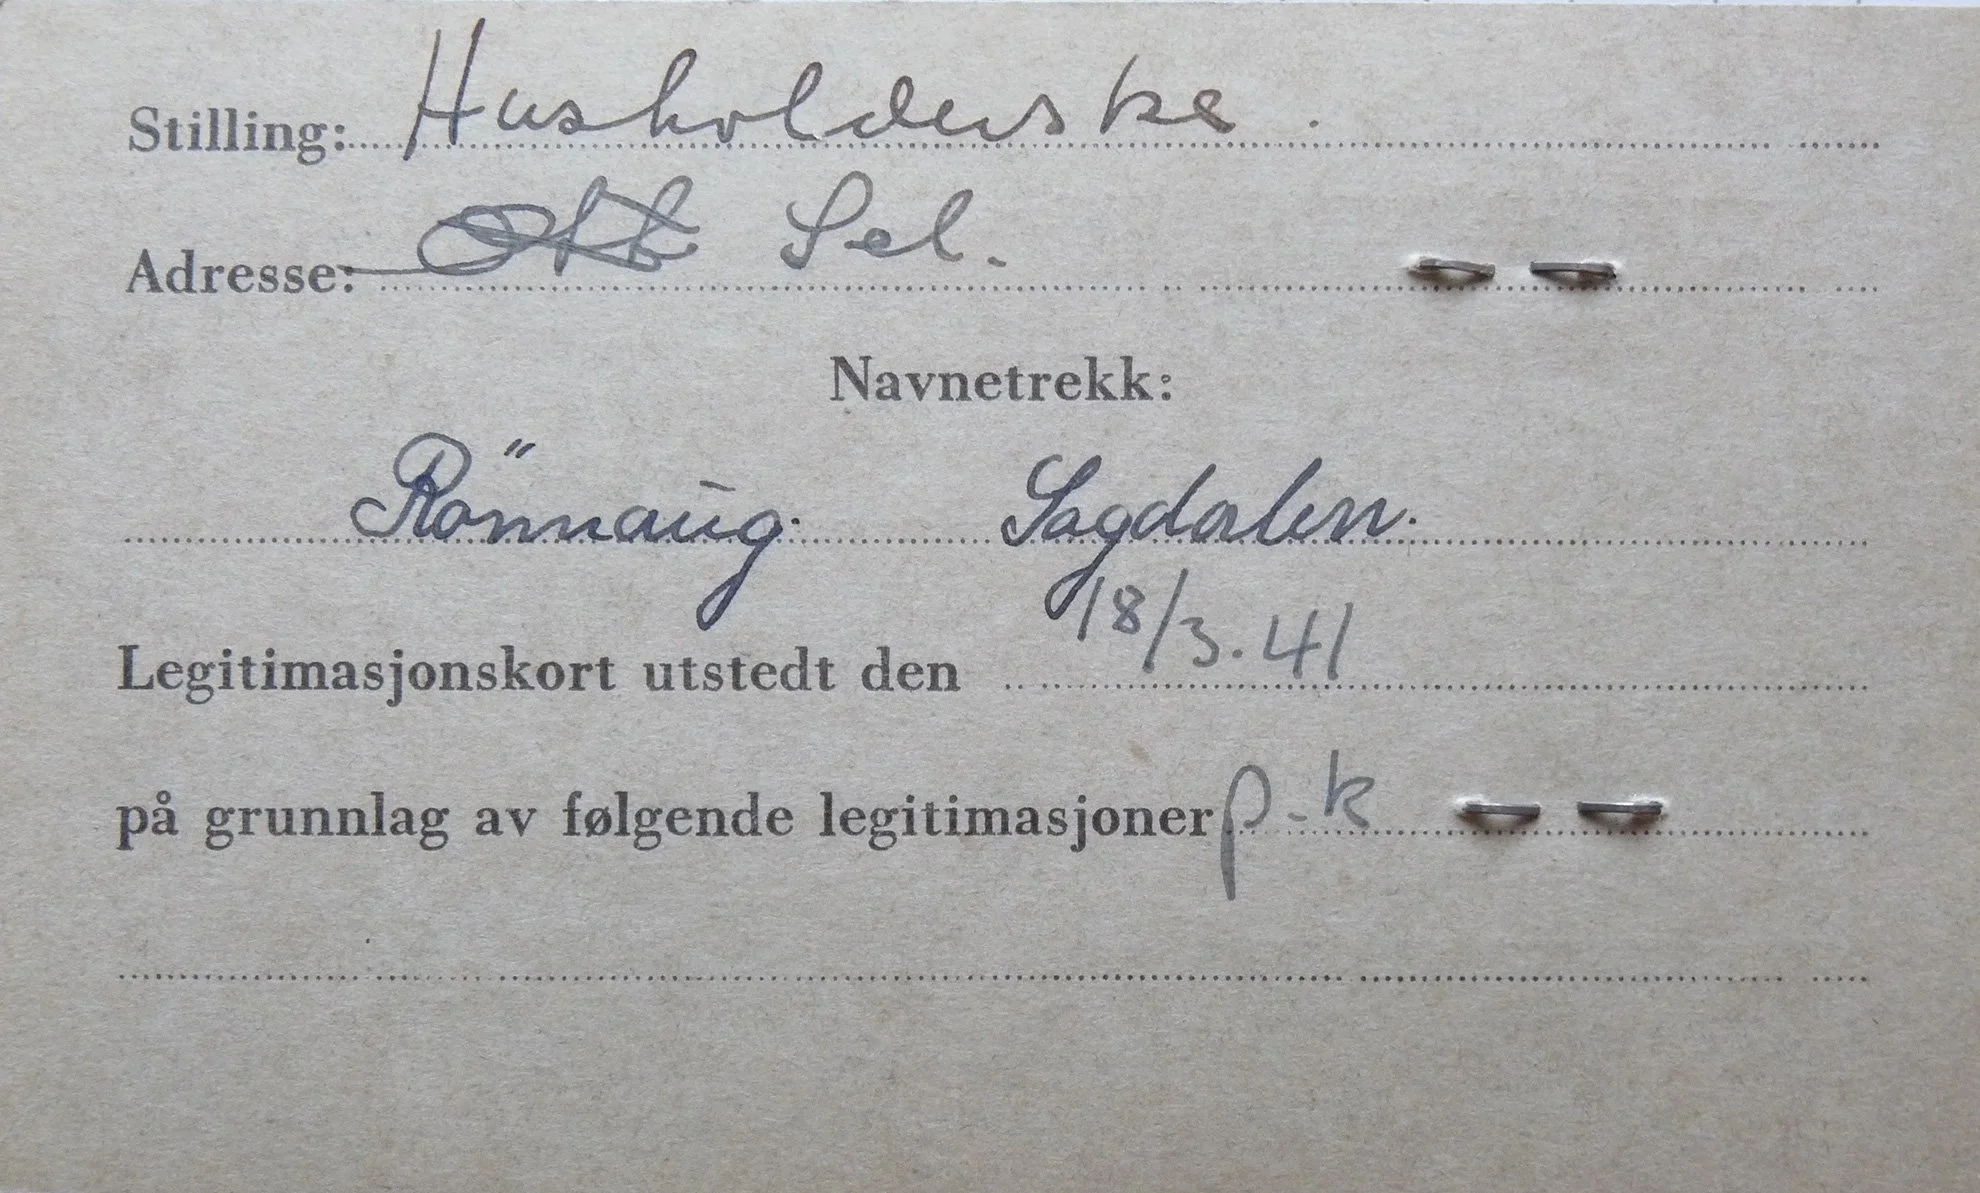 Stilling: Husholderske.
Adresse: Sel.
Navnetrekk:
Rönnaug. Sagdalen.
Legitimasjonskort utstedt den 18/3.41
på grunnlag av følgende legitimasjoner p.k